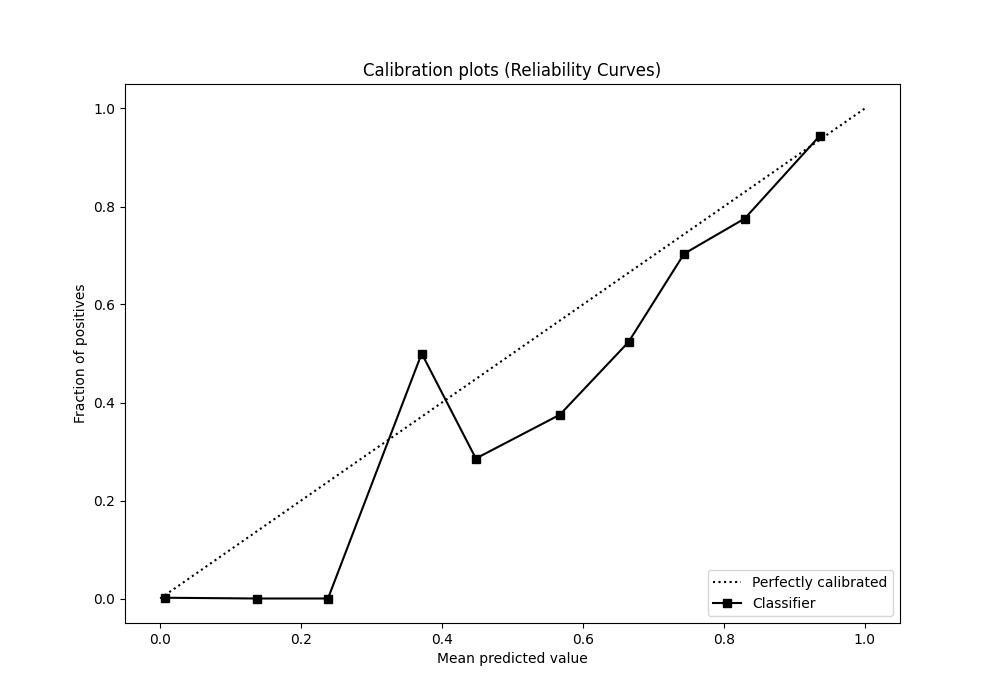 Calibration plots (Reliability Curves)
1.0
0.8
0.6
0.4
0.2
0.0
Fraction of positives
Perfectly calibrated
Classifier
0.0 0.2 0.4 0.6 0.8 1.0
Mean predicted value